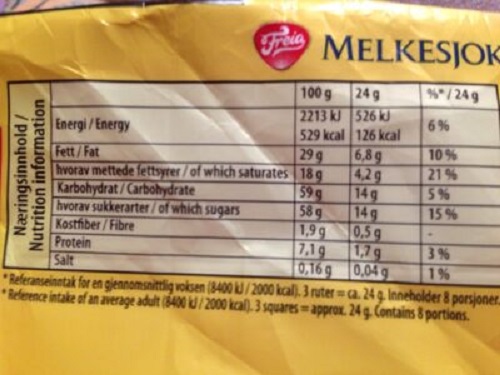 Freia MELKESJOK
Næringsinnhold /
Nutrition information
100 g 24 g %* / 24 g
Energi / Energy 2213 kJ 526 kJ 6 %
529 kcal 126 kcal
Fett / Fat 29 g 6,8 g 10 %
hvorav mettede fettsyrer / of which saturates 18 g 4,2 g 21 %
Karbohydrat / Carbohydrate 59 g 14 g 5 %
hvorav sukkerarter / of which sugars 58 g 14 g 15 %
Kostfiber / Fibre 1,9 g 0,5 g -
Protein 7,1 g 1,7 g 3 %
Salt 0,16 g 0,04 g 1 %
* Referanseinntak for en gjennomsnittlig voksen (8400 kJ / 2000 kcal). 3 ruter = ca. 24 g. Inneholder 8 porsjoner.
* Reference intake of an average adult (8400 kJ / 2000 kcal). 3 squares = approx. 24 g. Contains 8 portions.